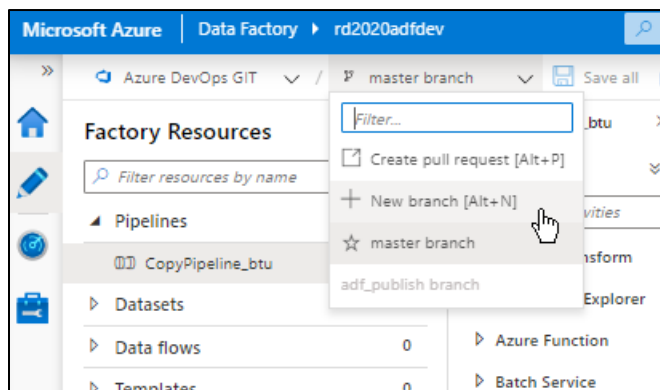 Microsoft Azure Data Factory rd2020adfdev
Azure DevOps GIT / master branch Save all
Filter...
Create pull request [Alt+P]
New branch [Alt+N]
master branch
adf_publish branch
Factory Resources
Filter resources by name
Pipelines
CopyPipeline_btu
Datasets
Data flows 0
Templates 0
_btu
vities
nsform
Explorer
Azure Function
Batch Service